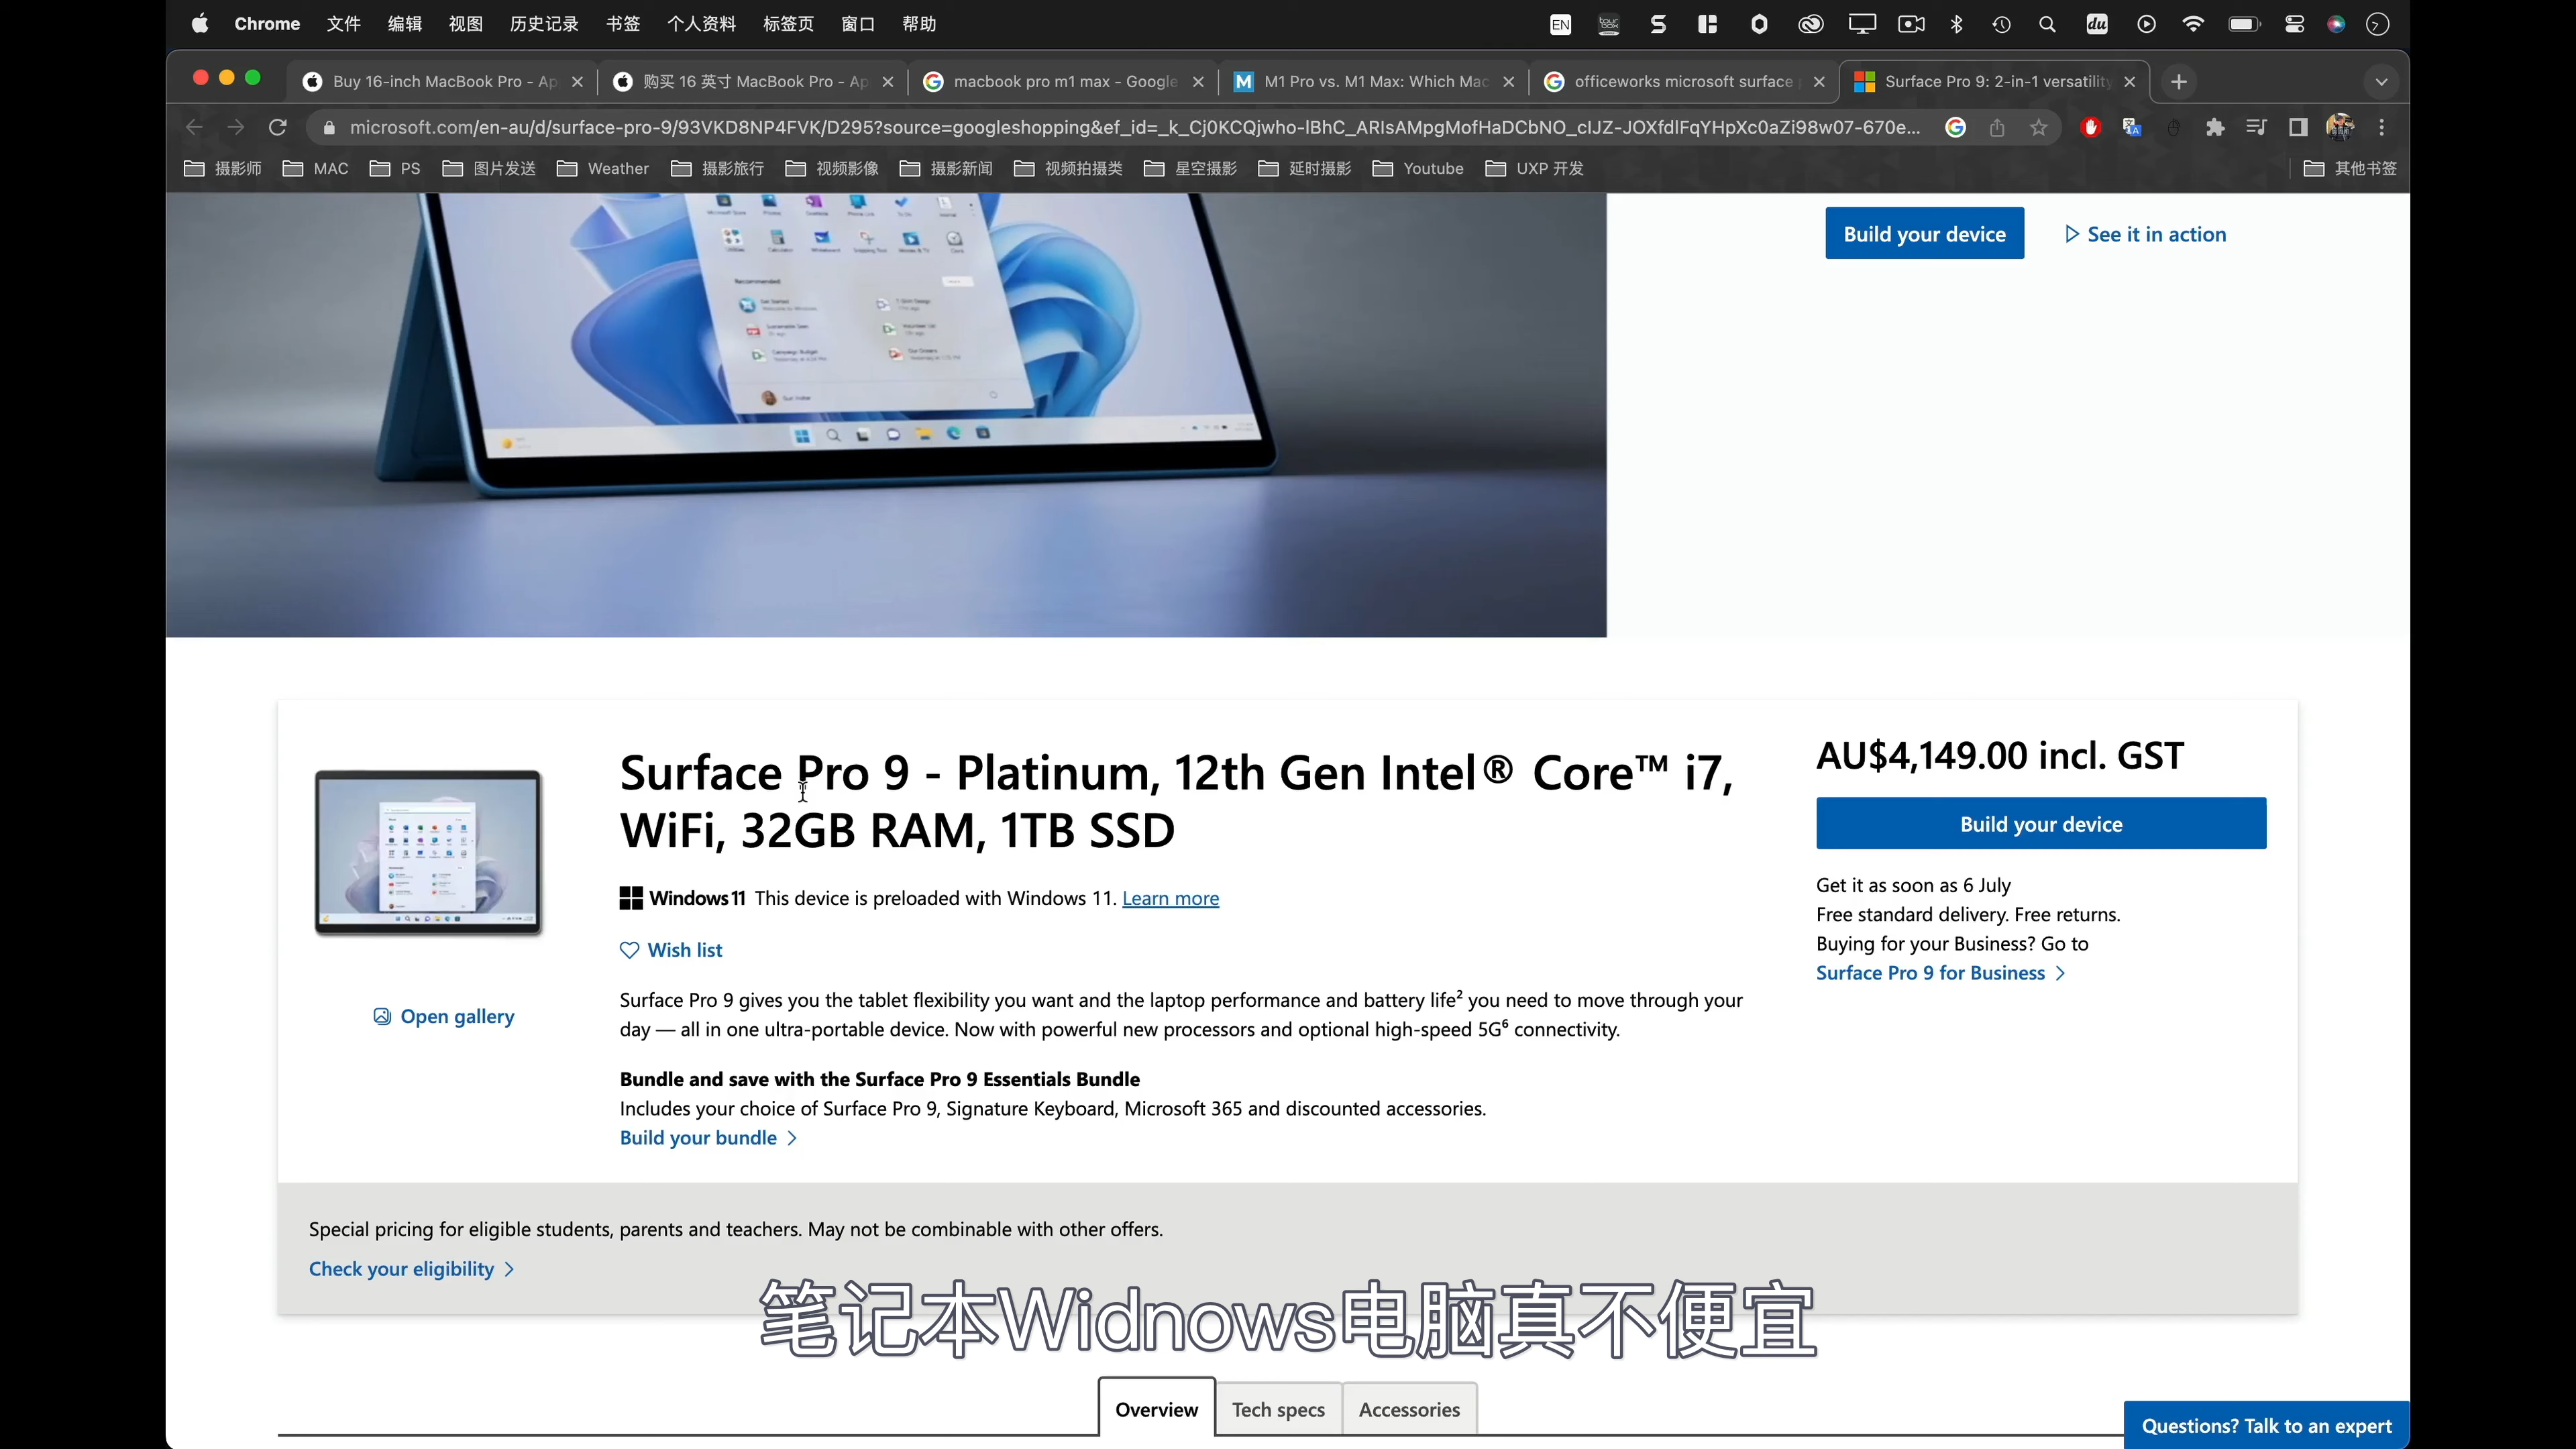 Chrome 文件 编辑 视图 历史记录 书签 个人资料 标签页 窗口 帮助 EN
Buy 16-inch MacBook Pro - Ap
购买 16 英寸 MacBook Pro - Ap
macbook pro m1 max - Google
M1 Pro vs. M1 Max: Which Mac
officeworks microsoft surface
Surface Pro 9: 2-in-1 versatility
microsoft.com/en-au/d/surface-pro-9/93VKD8NP4FVK/D295?source=googleshopping&ef_id=_k_Cj0KCQjwho-lBhC_ARIsAMpgMofHaDCbNO_cIJZ-JOXfdlFqYHpXc0aZi98w07-670e...
摄影师 MAC PS 图片发送 Weather 摄影旅行 视频影像 摄影新闻 视频拍摄类 星空摄影 延时摄影 Youtube UXP 开发 其他书签
Build your device
See it in action
Recommended
Surface Pro 9 - Platinum, 12th Gen Intel® Core™ i7,
WiFi, 32GB RAM, 1TB SSD
AU$4,149.00 incl. GST
Build your device
Windows 11 This device is preloaded with Windows 11. Learn more
Get it as soon as 6 July
Free standard delivery. Free returns.
Buying for your Business? Go to
Surface Pro 9 for Business
Wish list
Open gallery
Surface Pro 9 gives you the tablet flexibility you want and the laptop performance and battery life² you need to move through your
day — all in one ultra-portable device. Now with powerful new processors and optional high-speed 5G⁶ connectivity.
Bundle and save with the Surface Pro 9 Essentials Bundle
Includes your choice of Surface Pro 9, Signature Keyboard, Microsoft 365 and discounted accessories.
Build your bundle
Special pricing for eligible students, parents and teachers. May not be combinable with other offers.
Check your eligibility
笔记本Widnows电脑真不便宜
Overview Tech specs Accessories
Questions? Talk to an expert